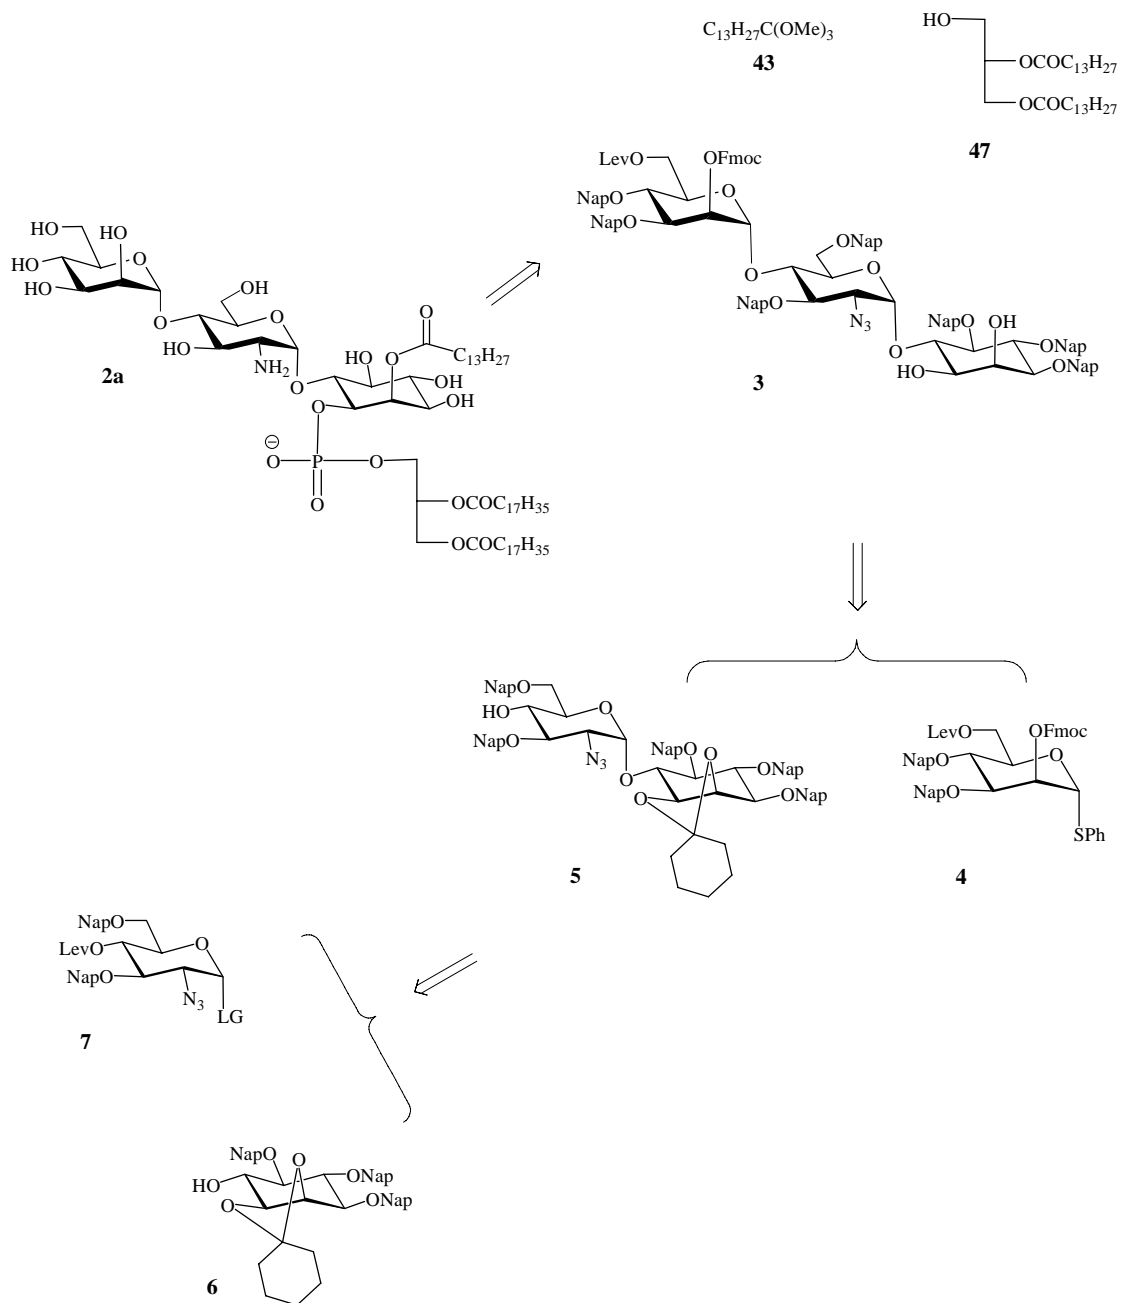 C13H27C(OMe)3
43
HO
OCOC13H27
OCOC13H27
47
LevO
OFmoc
NapO
NapO
O
O
ONap
O
NapO
N3
O
NapO
OH
ONap
ONap
HO
3
HO
HO
HO
HO
O
O
OH
O
HO
NH2
O
O
C13H27
HO
O
OH
OH
O
2a
O
P
O
O
OCOC17H35
OCOC17H35
NapO
HO
O
NapO
N3
O
NapO
O
ONap
ONap
O
5
LevO
OFmoc
NapO
O
NapO
SPh
4
NapO
LevO
O
NapO
N3
LG
7
NapO
O
HO
ONap
ONap
O
6